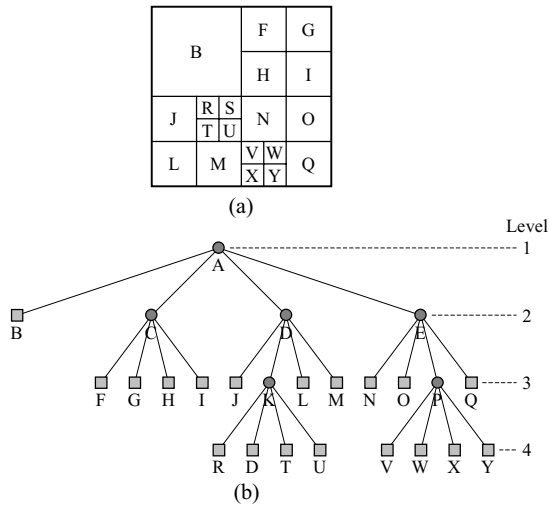 F G
B
H I
R S
J N O
T U
V W
L M Q
X Y
(a)
Level
1
A
2
B C D E
3
F G H I J K L M N O P Q
4
R D T U V W X Y
(b)